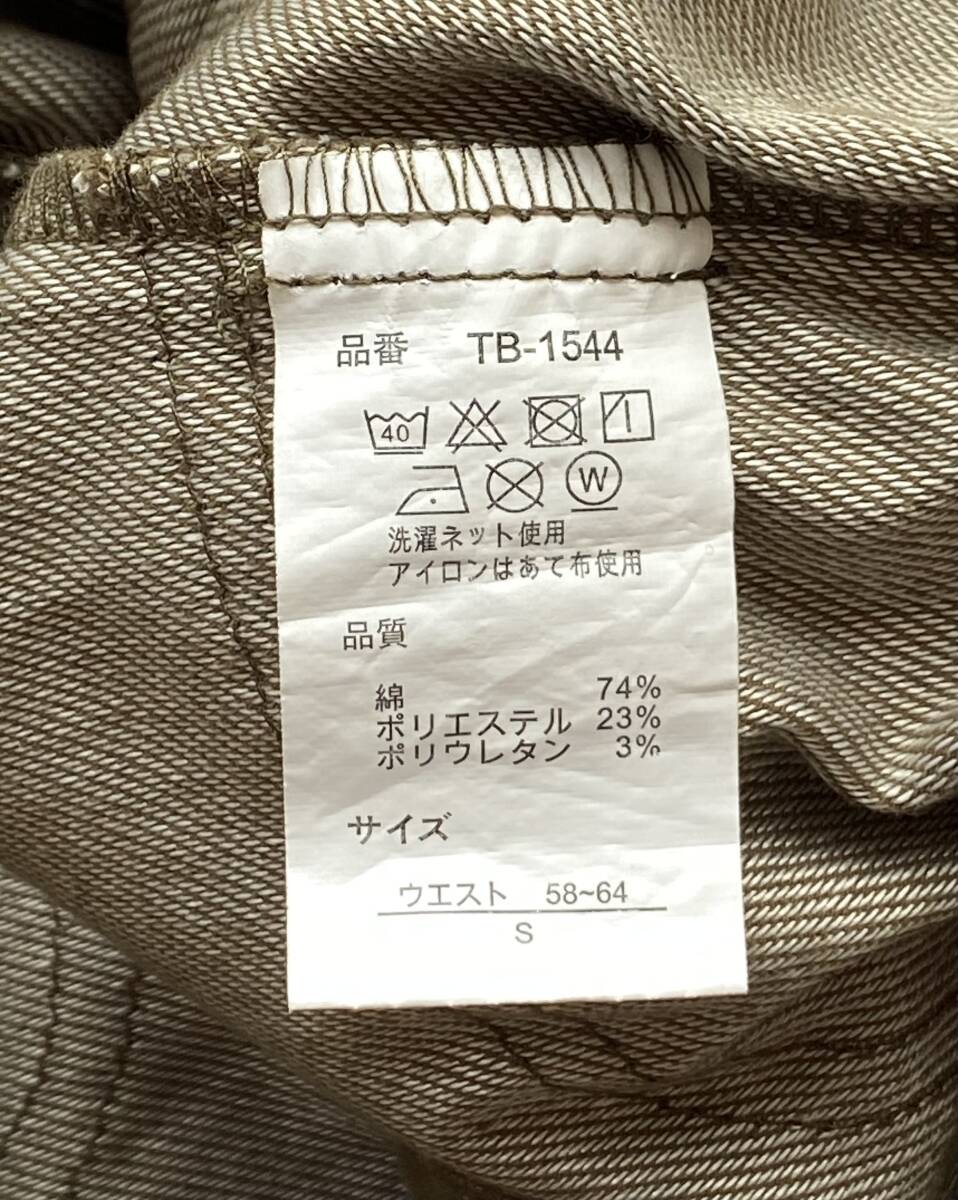 品番 TB-1544
40
W
洗濯ネット使用
アイロンはあて布使用
品質
綿 74%
ポリエステル 23%
ポリウレタン 3%
サイズ
ウエスト 58~64
S